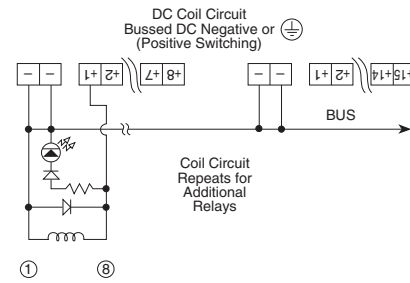 DC Coil Circuit
Bussed DC Negative or
(Positive Switching)
– – +1 +2 +7 +8 – – +1 +2 +14 +15
BUS
Coil Circuit
Repeats for
Additional
Relays
1 8